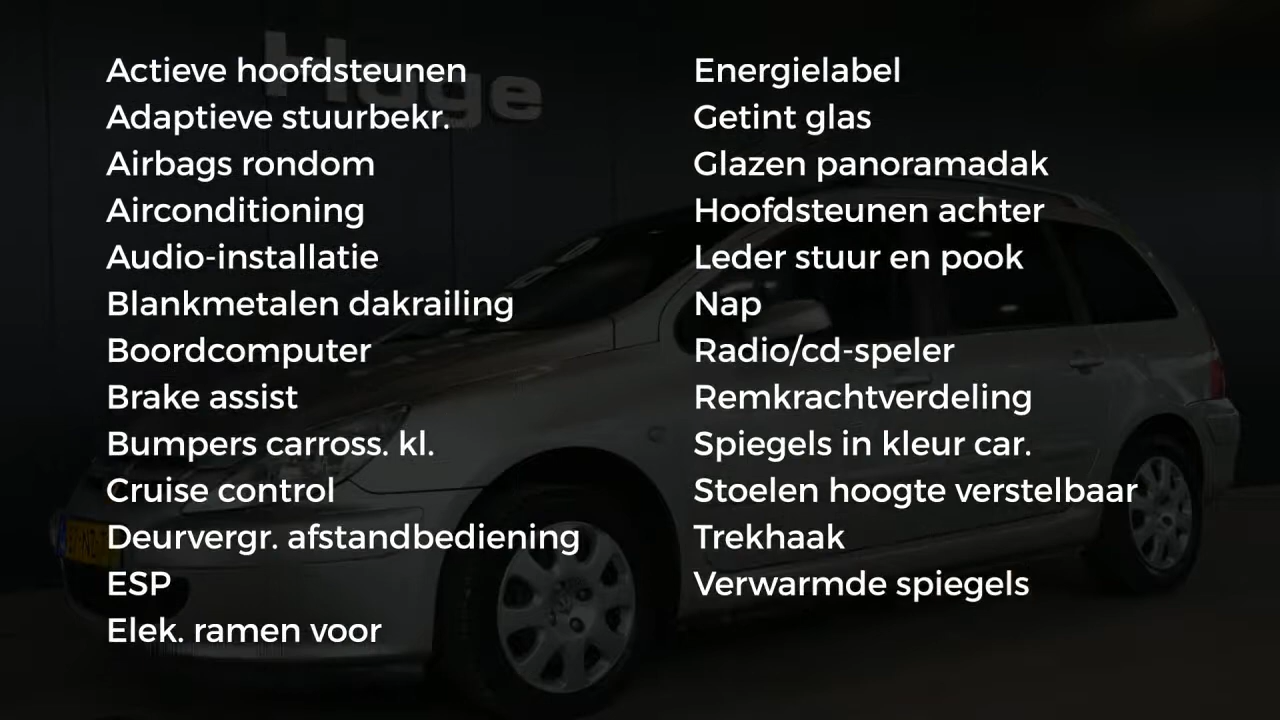 Huge
Actieve hoofdsteunen
Adaptieve stuurbekr.
Airbags rondom
Airconditioning
Audio-installatie
Blankmetalen dakrailing
Boordcomputer
Brake assist
Bumpers carross. kl.
Cruise control
Deurvergr. afstandbediening
ESP
Elek. ramen voor
Energielabel
Getint glas
Glazen panoramadak
Hoofdsteunen achter
Leder stuur en pook
Nap
Radio/cd-speler
Remkrachtverdeling
Spiegels in kleur car.
Stoelen hoogte verstelbaar
Trekhaak
Verwarmde spiegels